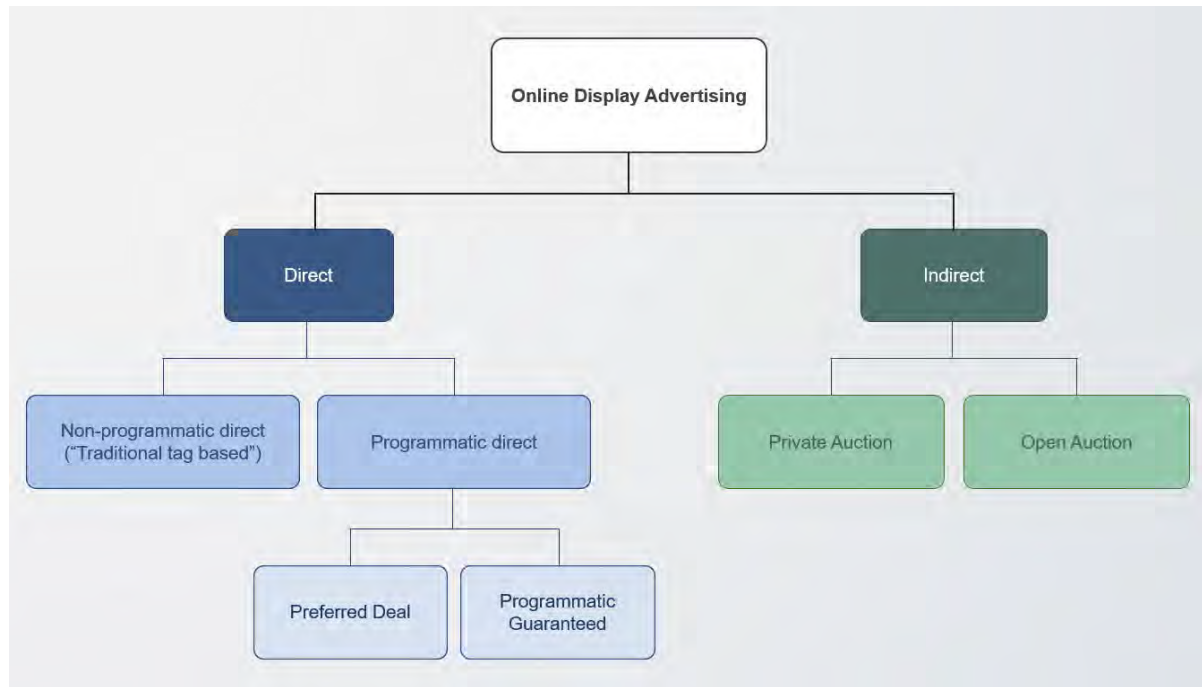 Online Display Advertising
Direct
Indirect
Non-programmatic direct
(“Traditional tag based”)
Programmatic direct
Private Auction
Open Auction
Preferred Deal
Programmatic
Guaranteed